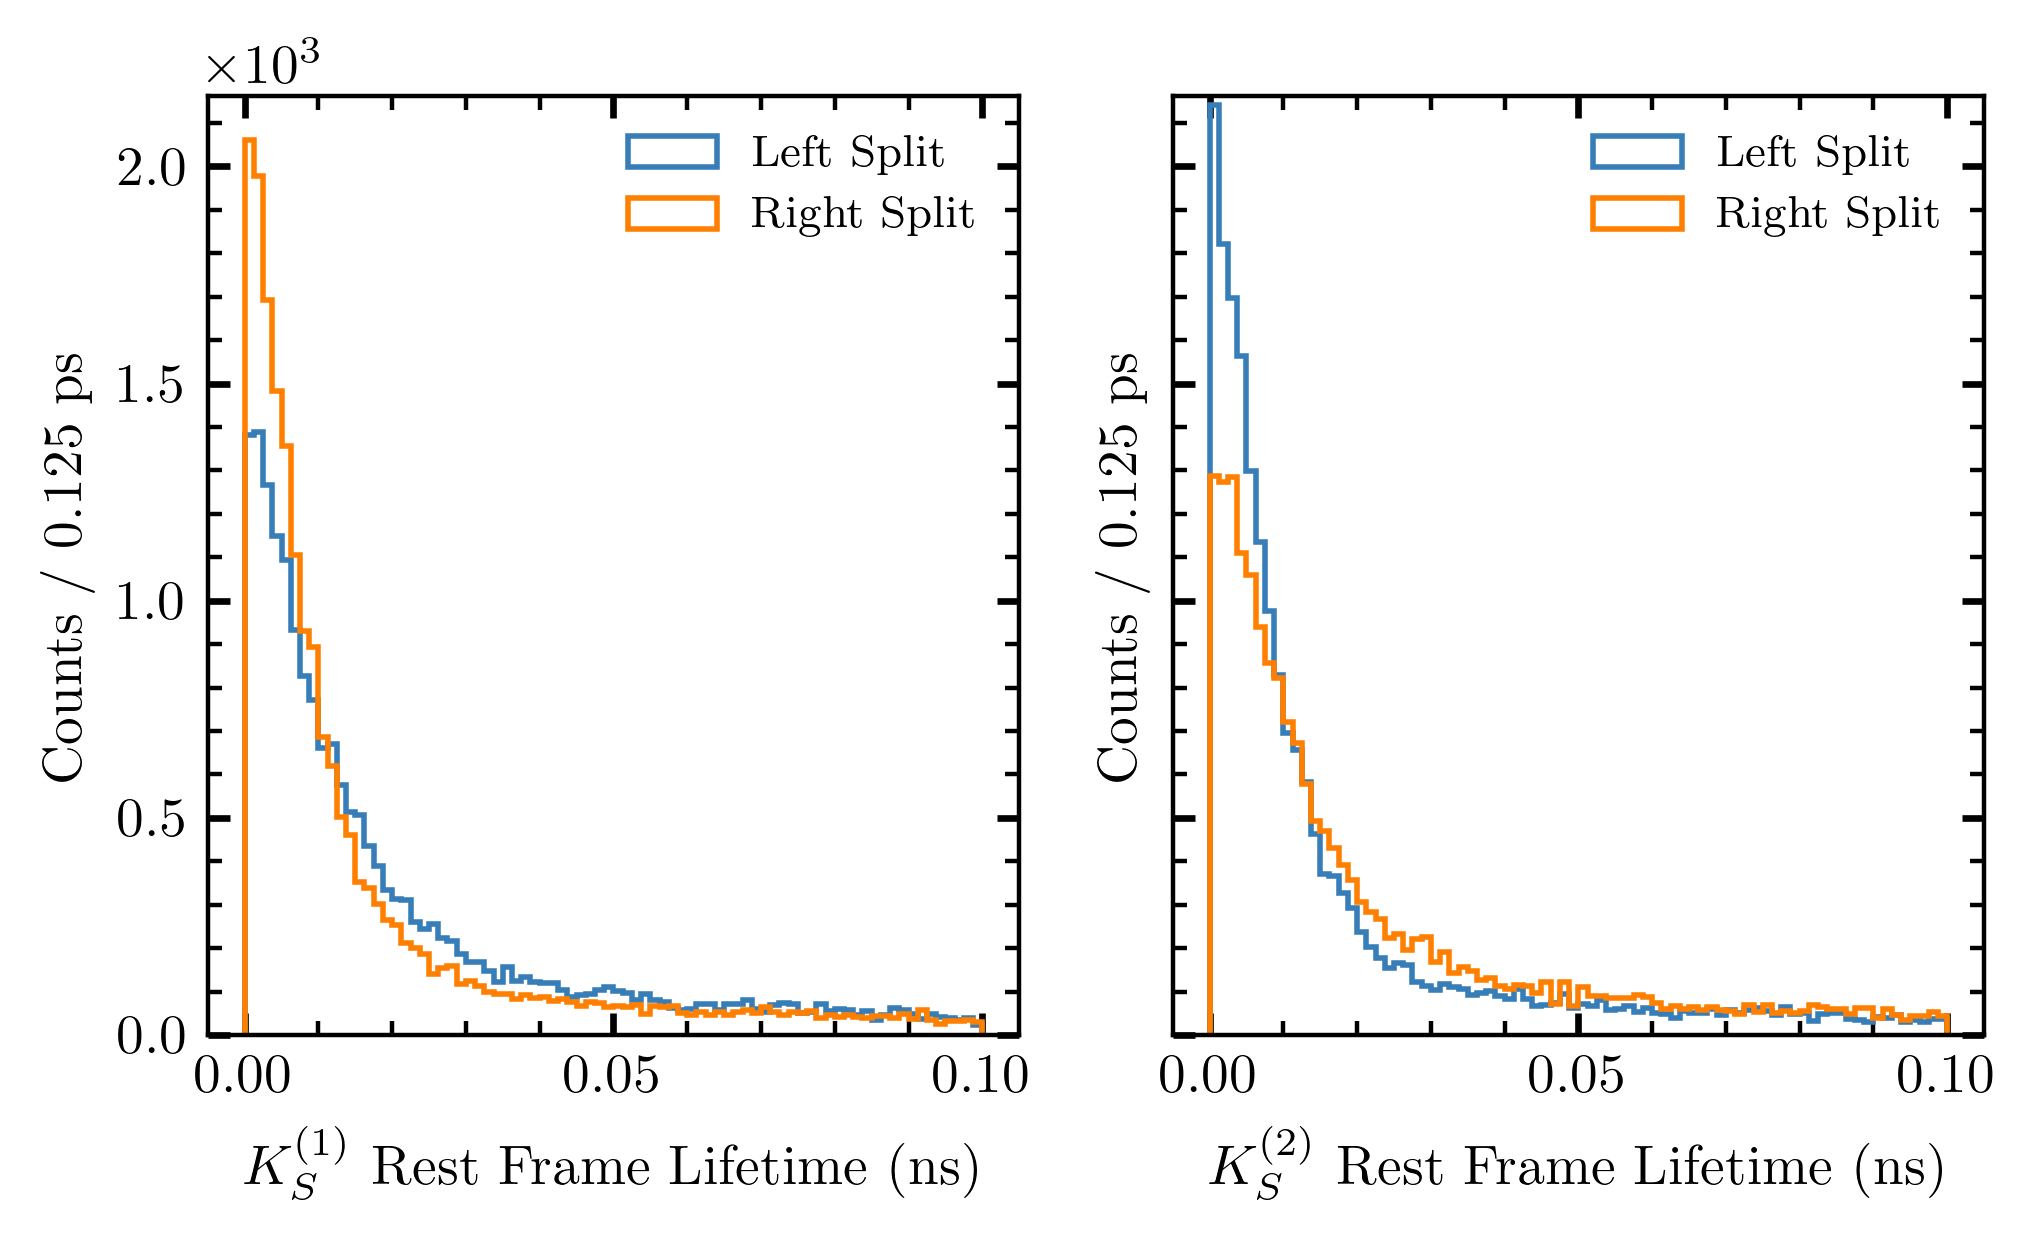 ×10³
2.0
1.5
1.0
0.5
0.0
Counts / 0.125 ps
0.00 0.05 0.10
K_S^{(1)} Rest Frame Lifetime (ns)
Left Split
Right Split
Counts / 0.125 ps
0.00 0.05 0.10
K_S^{(2)} Rest Frame Lifetime (ns)
Left Split
Right Split